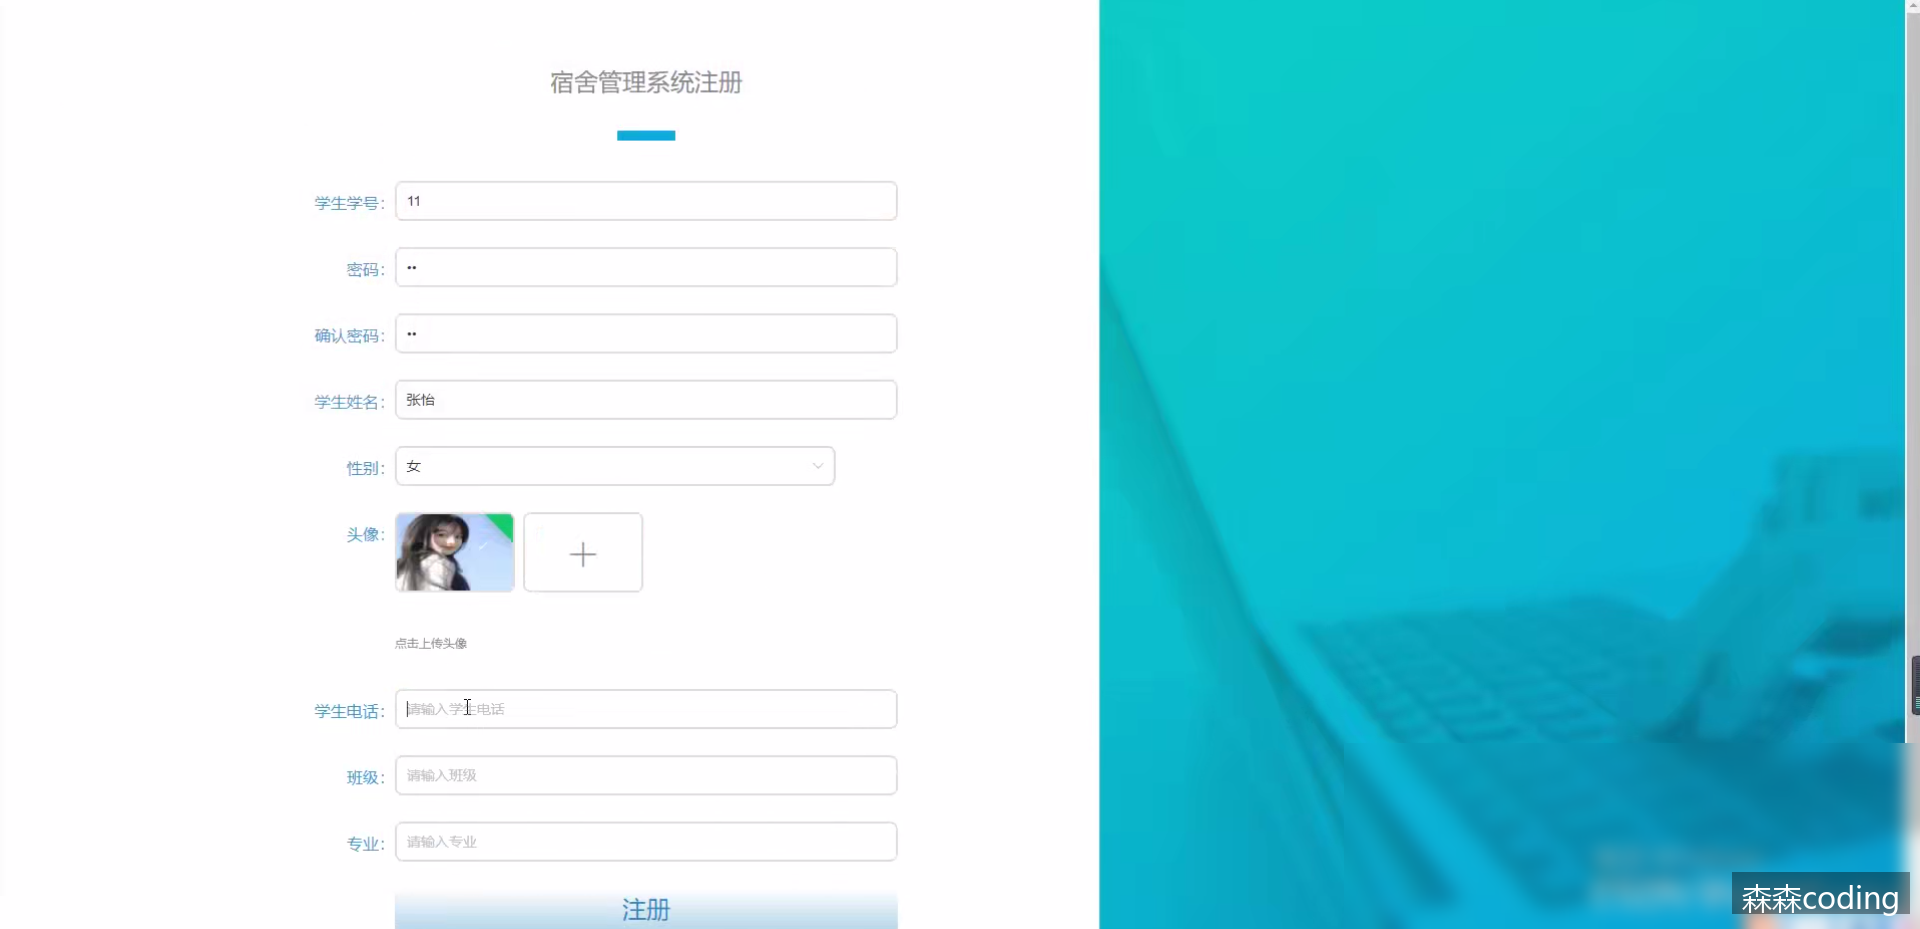 宿舍管理系统注册
学生学号: 11
密码: ••
确认密码: ••
学生姓名: 张怡
性别: 女
头像:
点击上传头像
学生电话: 请输入学生电话
班级: 请输入班级
专业: 请输入专业
注册
森森coding